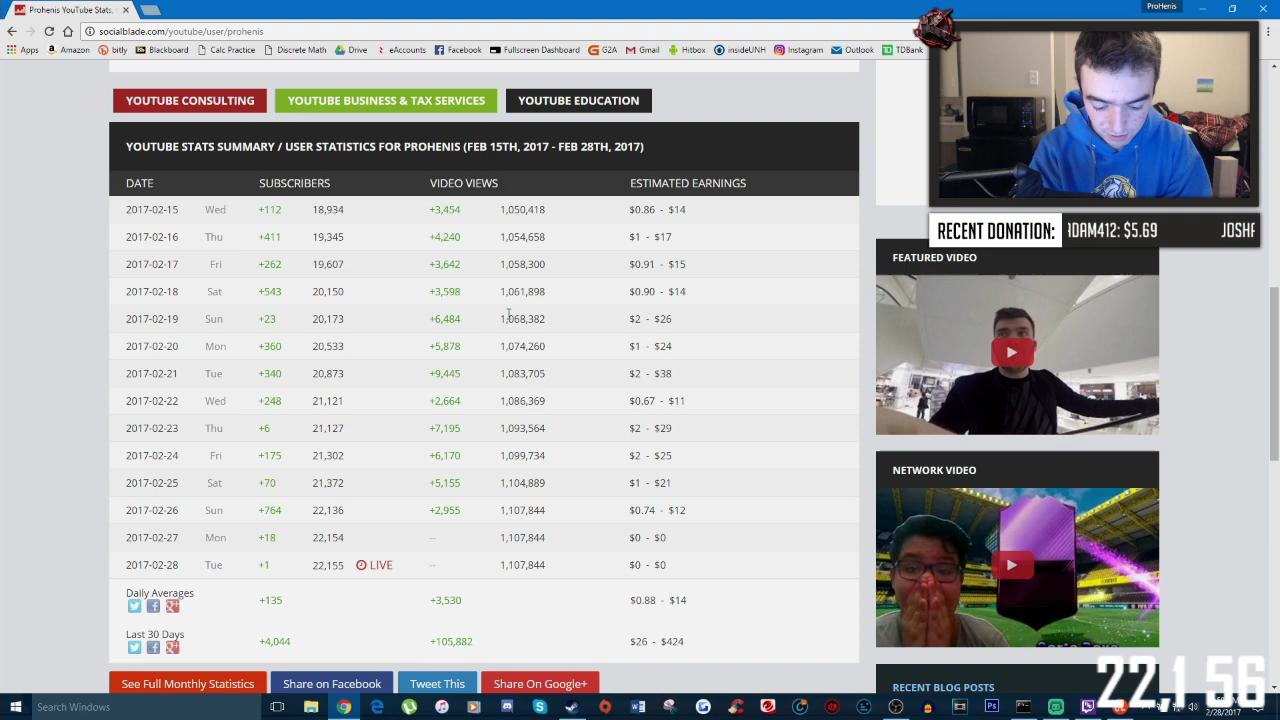 ProHenis YouTube Stats,
ProHenis
socialblade.com/youtube/user/prohenis
Apps Amazon Bitly Blackboard Calc Practice Discrete Math Drive eAccounts Facebook Fullscreen Dashboard G2A Gmail Hitbox insideUNH Instagram Outlook TDBank
YOUTUBE CONSULTING YOUTUBE BUSINESS & TAX SERVICES YOUTUBE EDUCATION
YOUTUBE STATS SUMMARY / USER STATISTICS FOR PROHENIS (FEB 15TH, 2017 - FEB 28TH, 2017)
DATE SUBSCRIBERS VIDEO VIEWS ESTIMATED EARNINGS
2017-02-15 Wed +112 18,934 +3,454 1,050,418 $0.86 - $14
2017-02-16 Thu +411 19,345 +4,240 1,054,658 $1 - $17
2017-02-17 Fri +262 19,607 +3,642 1,058,300 $0.91 - $15
2017-02-18 Sat +543 20,150 +3,598 1,061,898 $0.90 - $14
2017-02-19 Sun +23 20,173 +6,484 1,068,382 $2 - $26
2017-02-20 Mon +360 20,533 +5,878 1,074,260 $1 - $24
2017-02-21 Tue +340 20,873 +9,445 1,083,705 $2 - $38
2017-02-22 Wed +248 21,121 +2,664 1,086,369 $0.67 - $11
2017-02-23 Thu +6 21,127 +7,195 1,093,564 $2 - $29
2017-02-24 Fri +175 21,302 +6,170 1,099,734 $2 - $25
2017-02-25 Sat +70 21,372 +5,155 1,104,889 $1 - $21
2017-02-26 Sun +764 22,136 +2,955 1,107,844 $0.74 - $12
2017-02-27 Mon +18 22,154 -- 1,107,844 $0 - $0
2017-02-28 Tue +1 22,155 LIVE -- 1,107,844 $0 - $0
Daily Averages +135 +3,530 $0.88 - $14
Last 30 Days +4,044 +105,882 $26 - $424
See Full Monthly Statistics Share on Facebook Tweet This Share On Google+
RECENT DONATION: ADAM412: $5.69 JOSHF
FEATURED VIDEO
NETWORK VIDEO
RECENT BLOG POSTS
22,156
Search Windows
2/28/2017